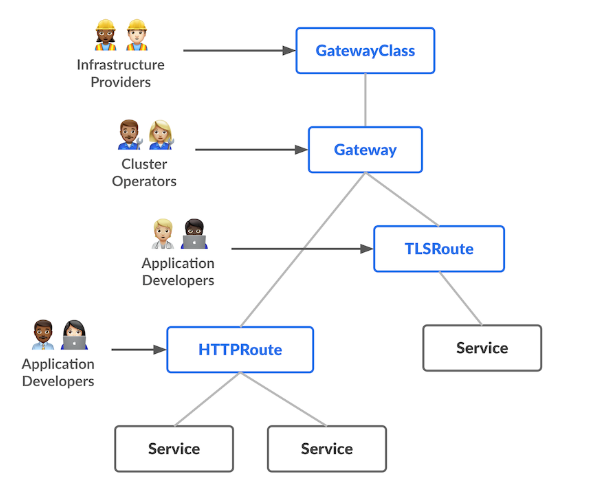 GatewayClass
Infrastructure
Providers
Gateway
Cluster
Operators
TLSRoute
Application
Developers
HTTPRoute
Service
Application
Developers
Service
Service